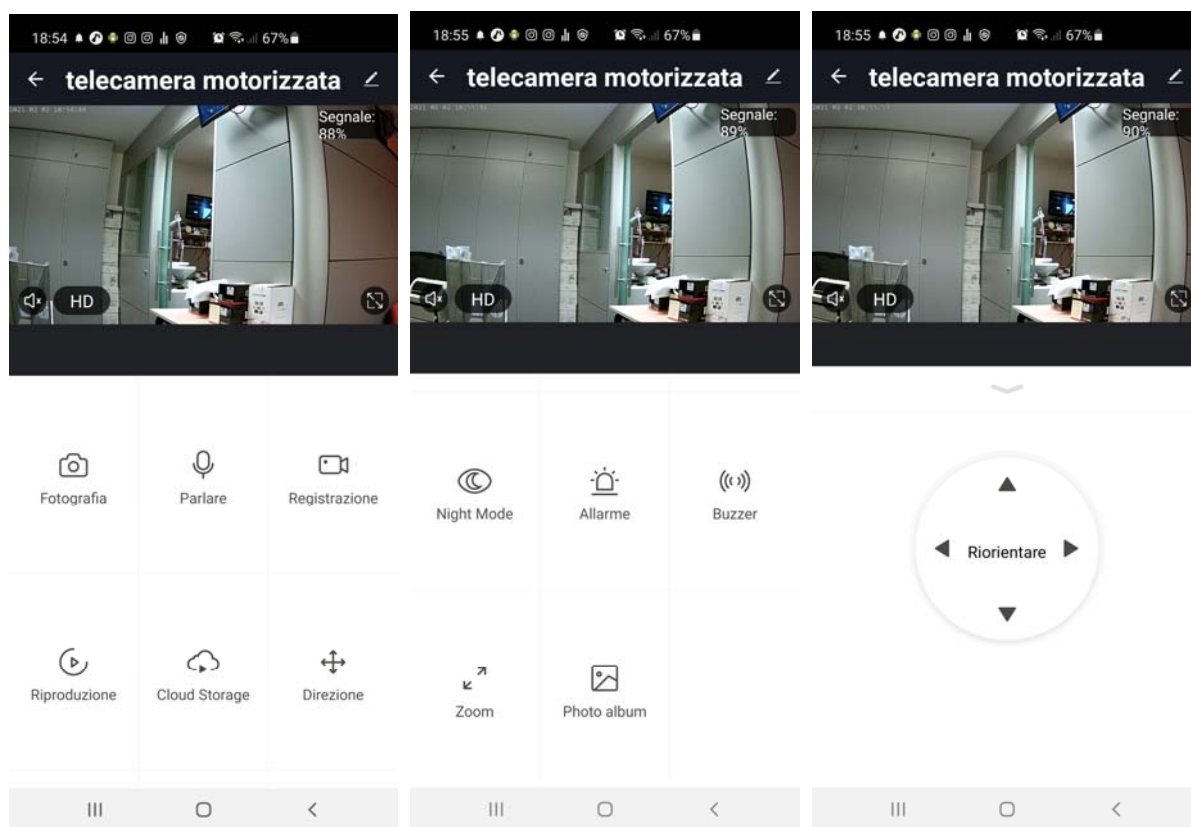 18:54
67%
telecamera motorizzata
Segnale:
88%
HD
Fotografia
Parlare
Registrazione
Riproduzione
Cloud Storage
Direzione
18:55
67%
telecamera motorizzata
Segnale:
89%
HD
Night Mode
Allarme
Buzzer
Zoom
Photo album
18:55
67%
telecamera motorizzata
Segnale:
90%
HD
Riorientare